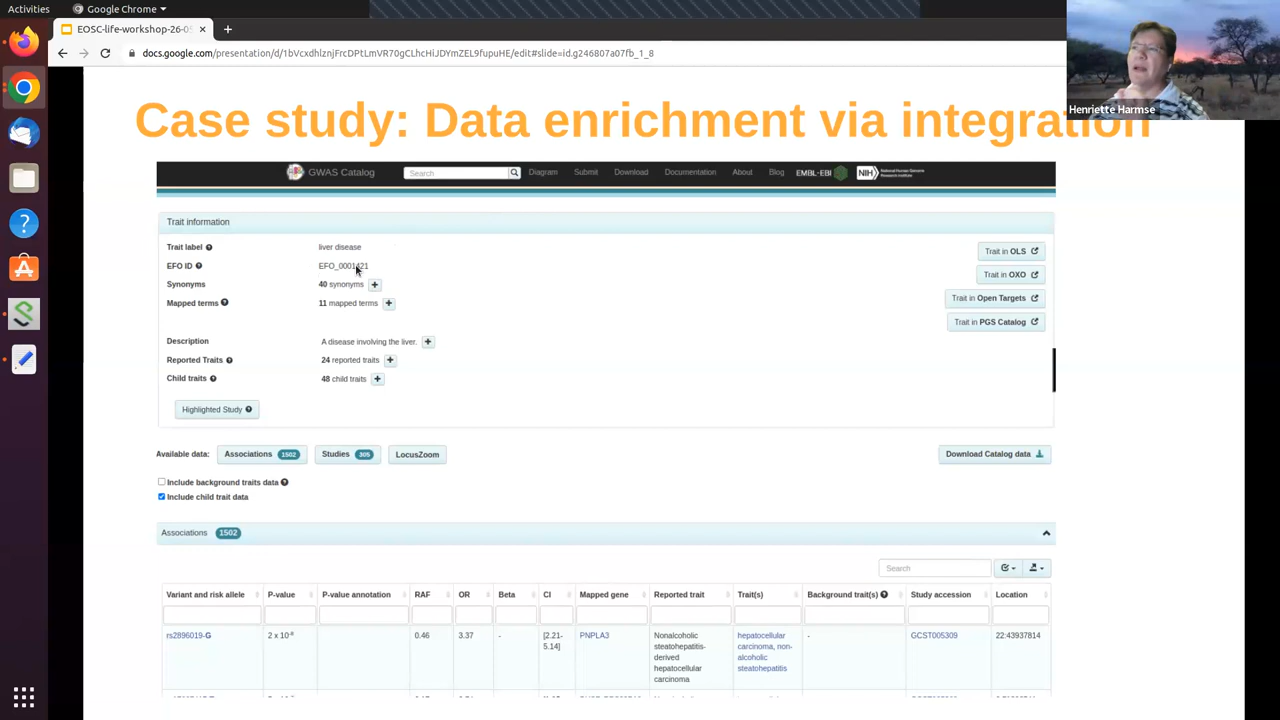 Activities
Google Chrome
EOSC-life-workshop-26-0
docs.google.com/presentation/d/1bVcxdhlznjFrcDPtLmVR70gCLhcHiJDYmZEL9fupuHE/edit#slide=id.g246807a07fb_1_8
Henriette Harmse
Case study: Data enrichment via integration
GWAS Catalog
Search
Diagram
Submit
Download
Documentation
About
Blog
EMBL-EBI
NIH
Trait information
Trait label
liver disease
Trait in OLS
EFO ID
EFO_0001421
Trait in OXO
Synonyms
40 synonyms
Mapped terms
11 mapped terms
Trait in Open Targets
Trait in PGS Catalog
Description
A disease involving the liver.
Reported Traits
24 reported traits
Child traits
48 child traits
Highlighted Study
Available data:
Associations 1502
Studies 305
LocusZoom
Download Catalog data
Include background traits data
Include child trait data
Associations 1502
Search
Variant and risk allele
P-value
P-value annotation
RAF
OR
Beta
CI
Mapped gene
Reported trait
Trait(s)
Background trait(s)
Study accession
Location
rs2896019-G
2 x 10
0.46
3.37
-
[2.21-
5.14]
PNPLA3
Nonalcoholic
steatohepatitis-
derived
hepatocellular
carcinoma
hepatocellular
carcinoma, non-
alcoholic
steatohepatitis
-
GCST005309
22:43937814